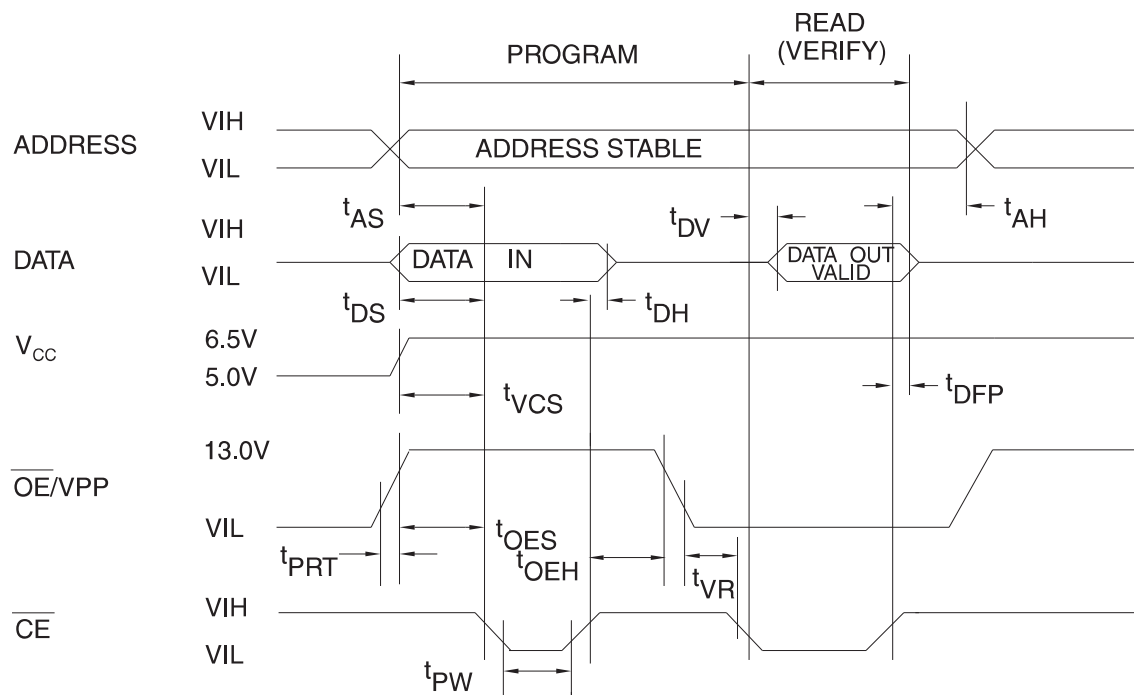 READ
(VERIFY)
PROGRAM
ADDRESS
VIH
VIL
ADDRESS STABLE
tAS
tDV
tAH
DATA
VIH
VIL
DATA IN
DATA OUT
VALID
tDS
tDH
VCC
6.5V
5.0V
tVCS
tDFP
OE/VPP
13.0V
VIL
tPRT
tOES
tOEH
tVR
CE
VIH
VIL
tPW